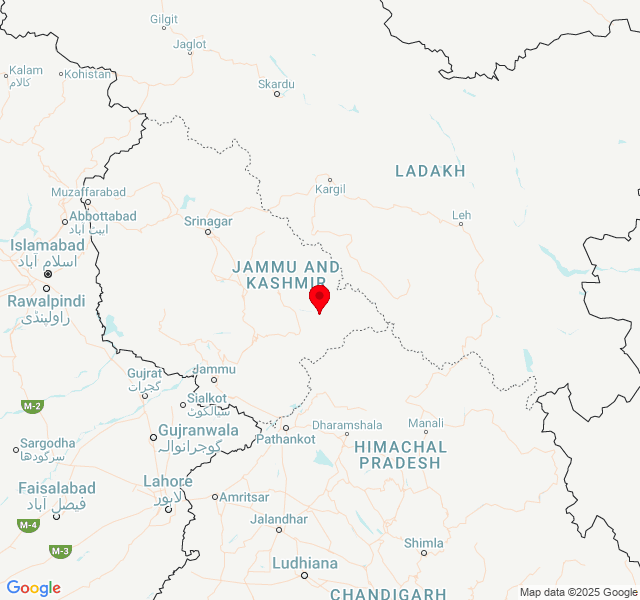 Gilgit
Jaglot
Kalam
کالام
Kohistan
Skardu
LADAKH
Kargil
Muzaffarabad
Abbottabad
ایبٹ آباد
Srinagar
Leh
Islamabad
اسلام آباد
JAMMU AND
KASHMIR
Rawalpindi
راولپنڈی
Gujrat
گجرات
Jammu
M-2
Sialkot
سیالکوٹ
Gujranwala
گوجرانوالہ
Pathankot
Dharamshala
Manali
Sargodha
سرگودھا
HIMACHAL
PRADESH
Faisalabad
فیصل آباد
Lahore
لاہور
Amritsar
M-4
Jalandhar
M-3
Shimla
Ludhiana
CHANDIGARH
Google
Map data ©2025 Google